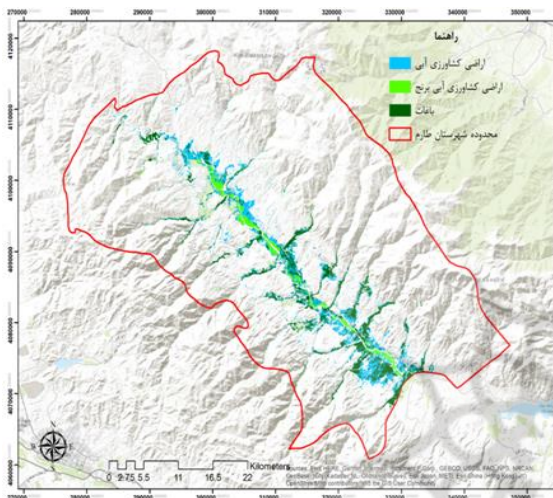 270000 280000 290000 300000 310000 320000 330000 340000 350000
راهنما
اراضی کشاورزی آبی
اراضی کشاورزی آبی برنج
باغات
محدوده شهرستان طارم
4120000
4110000
4100000
4090000
4080000
4070000
4060000
Kilometers
0 2.75 5.5 11 16.5 22